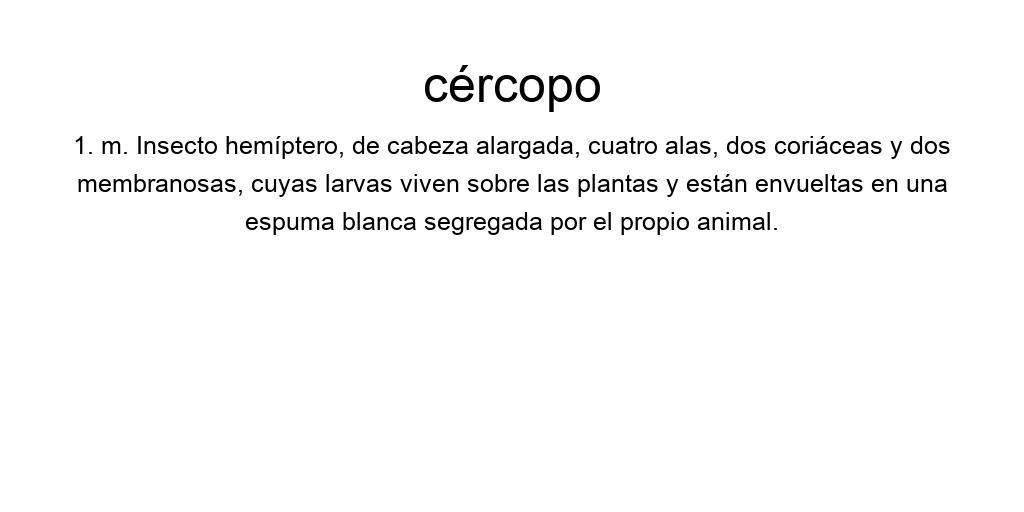 cércopo
1. m. Insecto hemíptero, de cabeza alargada, cuatro alas, dos coriáceas y dos
membranosas, cuyas larvas viven sobre las plantas y están envueltas en una
espuma blanca segregada por el propio animal.